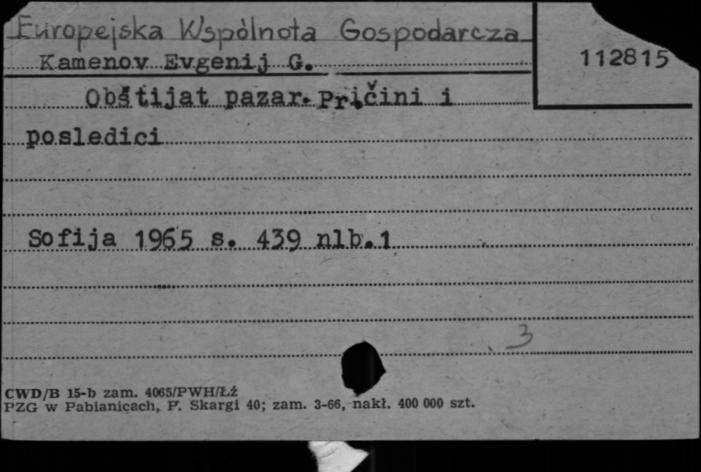 Europejska Wspólnota Gospodarcza
Kamenov Evgenij G.
112815
Obštijat pazar. Pričini i
posledici
Sofija 1965 s. 439 nlb.1
3
CWD/B 15-b zam. 4065/PWH/Łż
PZG w Pabianicach, P. Skargi 40; zam. 3-66, nakł. 400 000 szt.